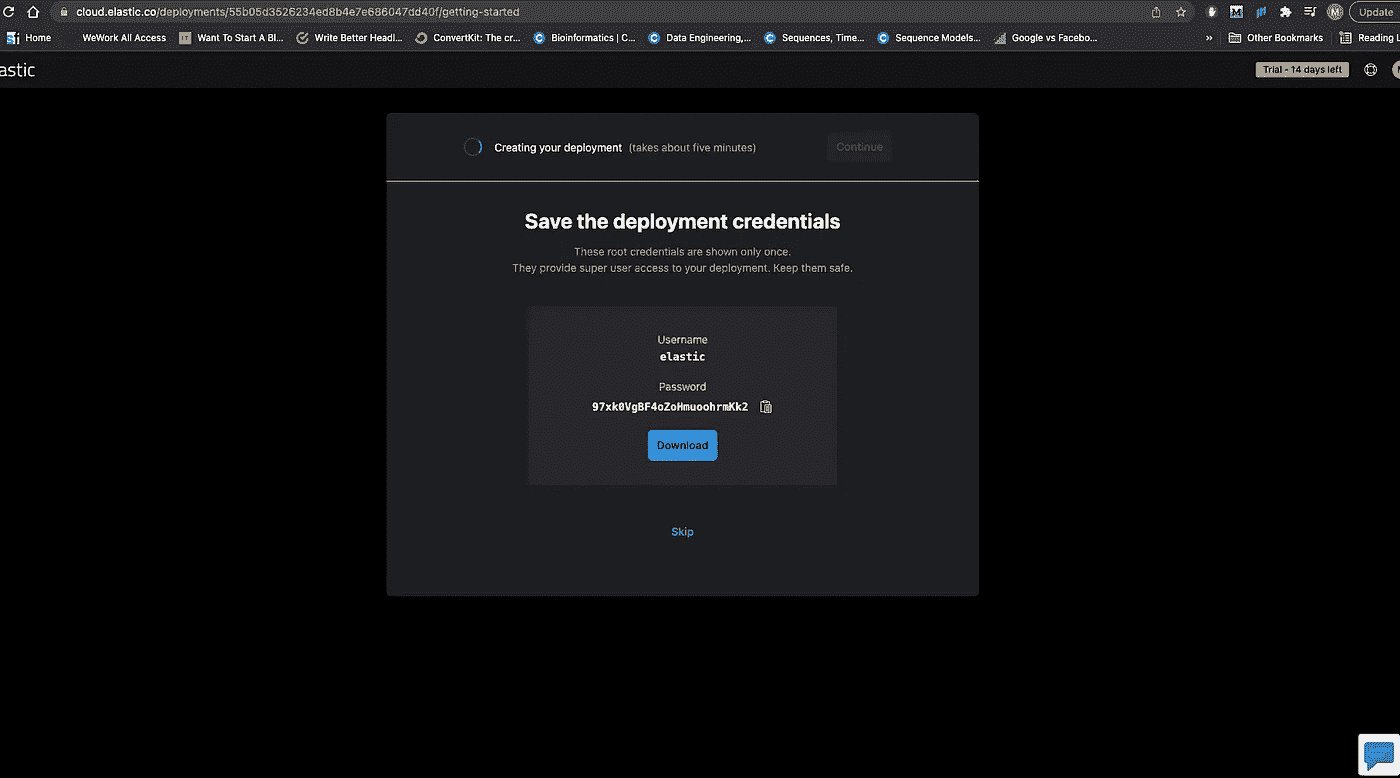 cloud.elastic.co/deployments/55b05d3526234ed8b4e7e686047dd40f/getting-started
Update
Home WeWork All Access Want To Start A Bl... Write Better Headl... ConvertKit: The cr... Bioinformatics | C... Data Engineering,... Sequences, Time... Sequence Models... Google vs Facebo... » Other Bookmarks Reading L
astic Trial - 14 days left
Creating your deployment (takes about five minutes) Continue
Save the deployment credentials
These root credentials are shown only once.
They provide super user access to your deployment. Keep them safe.
Username
elastic
Password
97xk0VgBF4oZoHmuoohrmKk2
Download
Skip